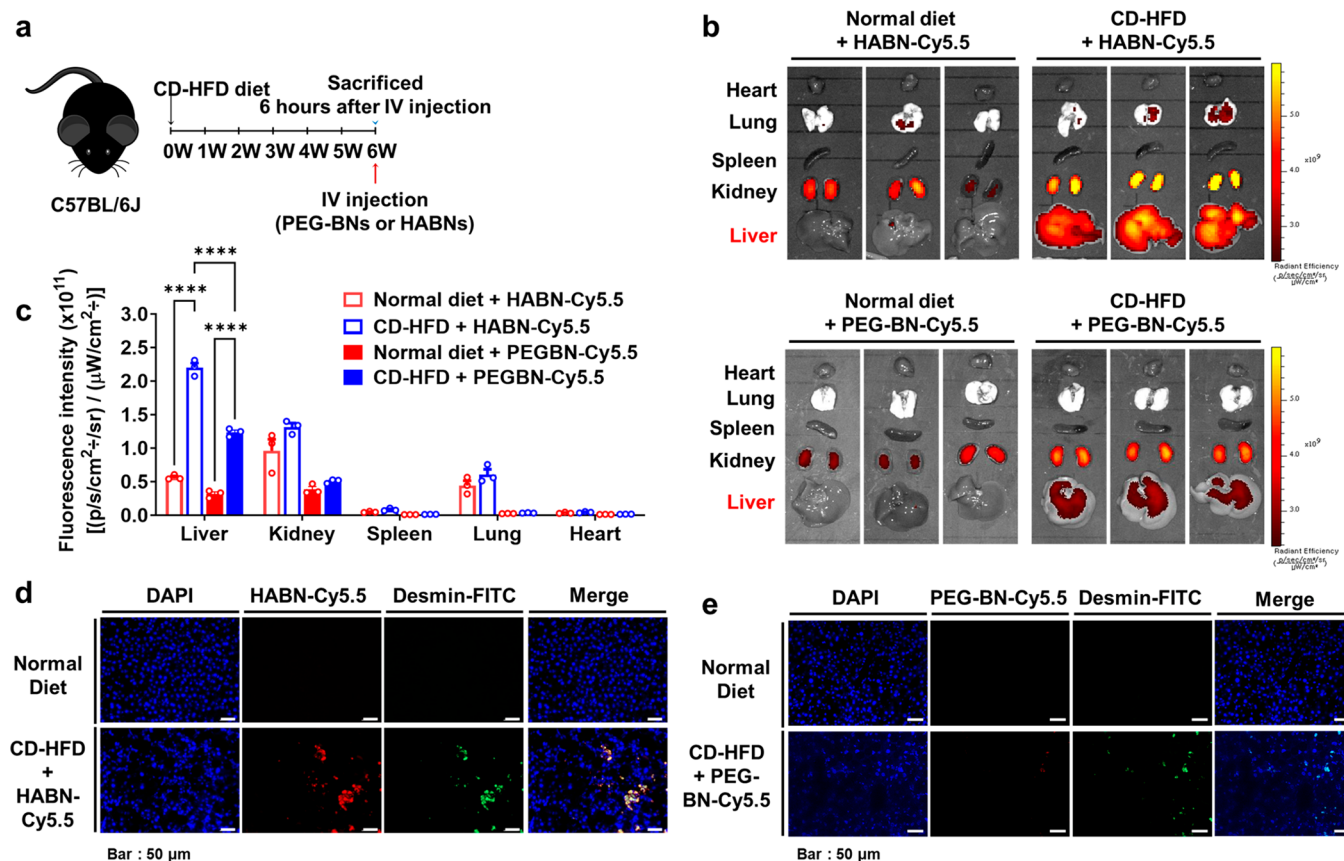 a
CD-HFD diet
Sacrificed
6 hours after IV injection
0W 1W 2W 3W 4W 5W 6W
C57BL/6J
IV injection
(PEG-BNs or HABNs)
b
Normal diet
+ HABN-Cy5.5
CD-HFD
+ HABN-Cy5.5
Heart
Lung
Spleen
Kidney
Liver
5.0
4.0
x10⁹
3.0
Radiant Efficiency
Normal diet
+ PEG-BN-Cy5.5
CD-HFD
+ PEG-BN-Cy5.5
Heart
Lung
Spleen
Kidney
Liver
5.0
4.0
x10⁹
3.0
Radiant Efficiency
c
Fluorescence intensity (x10¹¹)
[(p/s/cm²÷/sr) / (μW/cm²÷)]
3.0
2.5
2.0
1.5
1.0
0.5
0.0
****
****
****
Normal diet + HABN-Cy5.5
CD-HFD + HABN-Cy5.5
Normal diet + PEGBN-Cy5.5
CD-HFD + PEGBN-Cy5.5
Liver Kidney Spleen Lung Heart
d
DAPI HABN-Cy5.5 Desmin-FITC Merge
Normal
Diet
CD-HFD
+
HABN-
Cy5.5
Bar : 50 μm
e
DAPI PEG-BN-Cy5.5 Desmin-FITC Merge
Normal
Diet
CD-HFD
+ PEG-
BN-Cy5.5
Bar : 50 μm